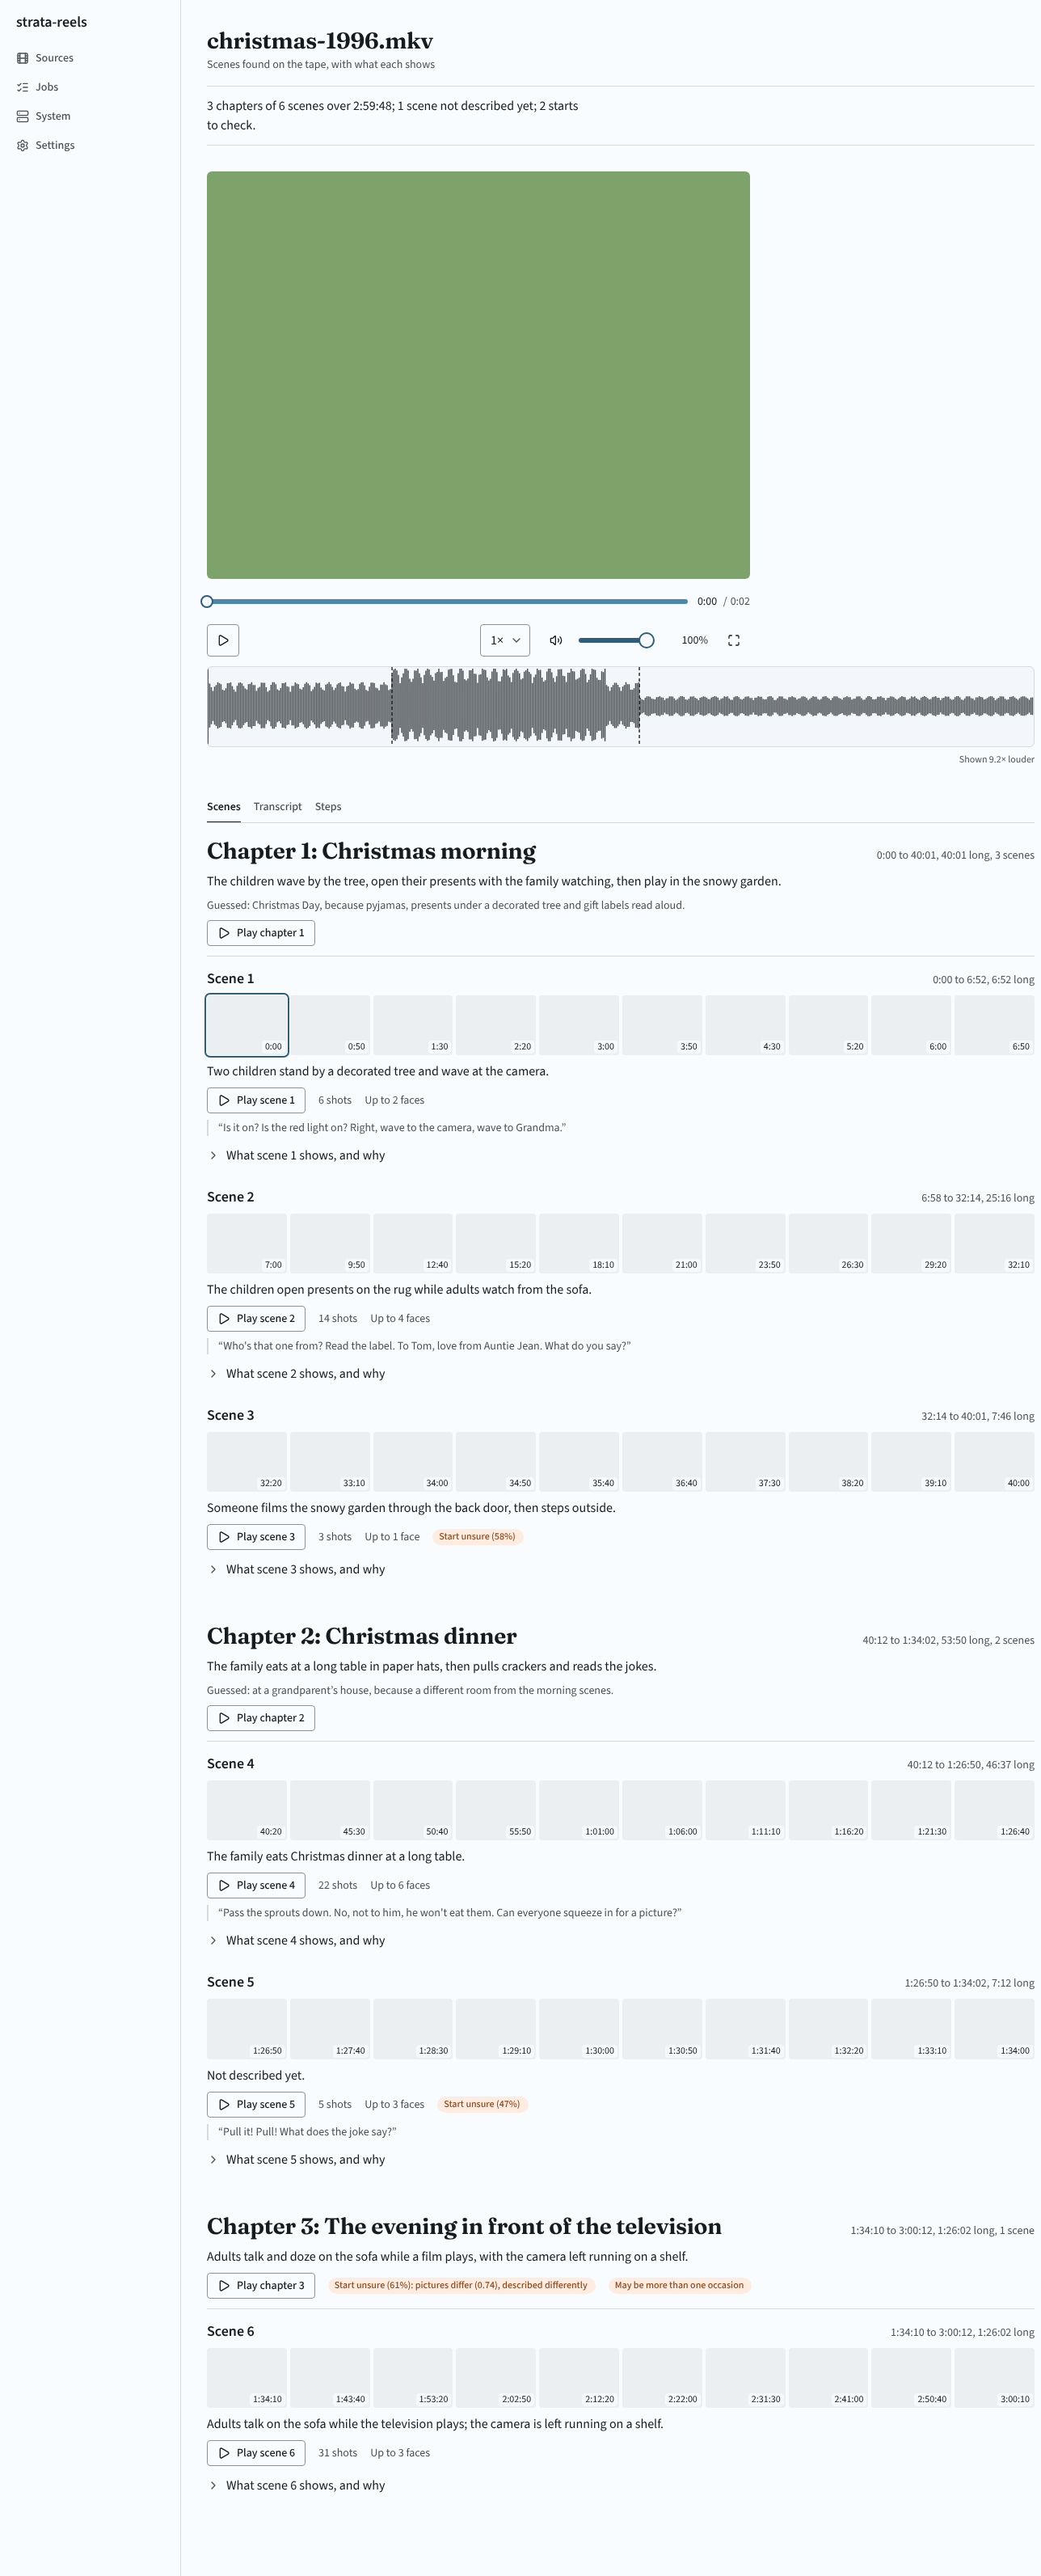 strata-reels
Sources
Jobs
System
Settings
christmas-1996.mkv
Scenes found on the tape, with what each shows
3 chapters of 6 scenes over 2:59:48; 1 scene not described yet; 2 starts
to check.
0:00 / 0:02
1×
100%
Shown 9.2× louder
Scenes Transcript Steps
Chapter 1: Christmas morning
0:00 to 40:01, 40:01 long, 3 scenes
The children wave by the tree, open their presents with the family watching, then play in the snowy garden.
Guessed: Christmas Day, because pyjamas, presents under a decorated tree and gift labels read aloud.
Play chapter 1
Scene 1
0:00 to 6:52, 6:52 long
0:00 0:50 1:30 2:20 3:00 3:50 4:30 5:20 6:00 6:50
Two children stand by a decorated tree and wave at the camera.
Play scene 1 6 shots Up to 2 faces
“Is it on? Is the red light on? Right, wave to the camera, wave to Grandma.”
What scene 1 shows, and why
Scene 2
6:58 to 32:14, 25:16 long
7:00 9:50 12:40 15:20 18:10 21:00 23:50 26:30 29:20 32:10
The children open presents on the rug while adults watch from the sofa.
Play scene 2 14 shots Up to 4 faces
“Who's that one from? Read the label. To Tom, love from Auntie Jean. What do you say?”
What scene 2 shows, and why
Scene 3
32:14 to 40:01, 7:46 long
32:20 33:10 34:00 34:50 35:40 36:40 37:30 38:20 39:10 40:00
Someone films the snowy garden through the back door, then steps outside.
Play scene 3 3 shots Up to 1 face Start unsure (58%)
What scene 3 shows, and why
Chapter 2: Christmas dinner
40:12 to 1:34:02, 53:50 long, 2 scenes
The family eats at a long table in paper hats, then pulls crackers and reads the jokes.
Guessed: at a grandparent’s house, because a different room from the morning scenes.
Play chapter 2
Scene 4
40:12 to 1:26:50, 46:37 long
40:20 45:30 50:40 55:50 1:01:00 1:06:00 1:11:10 1:16:20 1:21:30 1:26:40
The family eats Christmas dinner at a long table.
Play scene 4 22 shots Up to 6 faces
“Pass the sprouts down. No, not to him, he won't eat them. Can everyone squeeze in for a picture?”
What scene 4 shows, and why
Scene 5
1:26:50 to 1:34:02, 7:12 long
1:26:50 1:27:40 1:28:30 1:29:10 1:30:00 1:30:50 1:31:40 1:32:20 1:33:10 1:34:00
Not described yet.
Play scene 5 5 shots Up to 3 faces Start unsure (47%)
“Pull it! Pull! What does the joke say?”
What scene 5 shows, and why
Chapter 3: The evening in front of the television
1:34:10 to 3:00:12, 1:26:02 long, 1 scene
Adults talk and doze on the sofa while a film plays, with the camera left running on a shelf.
Play chapter 3 Start unsure (61%): pictures differ (0.74), described differently May be more than one occasion
Scene 6
1:34:10 to 3:00:12, 1:26:02 long
1:34:10 1:43:40 1:53:20 2:02:50 2:12:20 2:22:00 2:31:30 2:41:00 2:50:40 3:00:10
Adults talk on the sofa while the television plays; the camera is left running on a shelf.
Play scene 6 31 shots Up to 3 faces
What scene 6 shows, and why